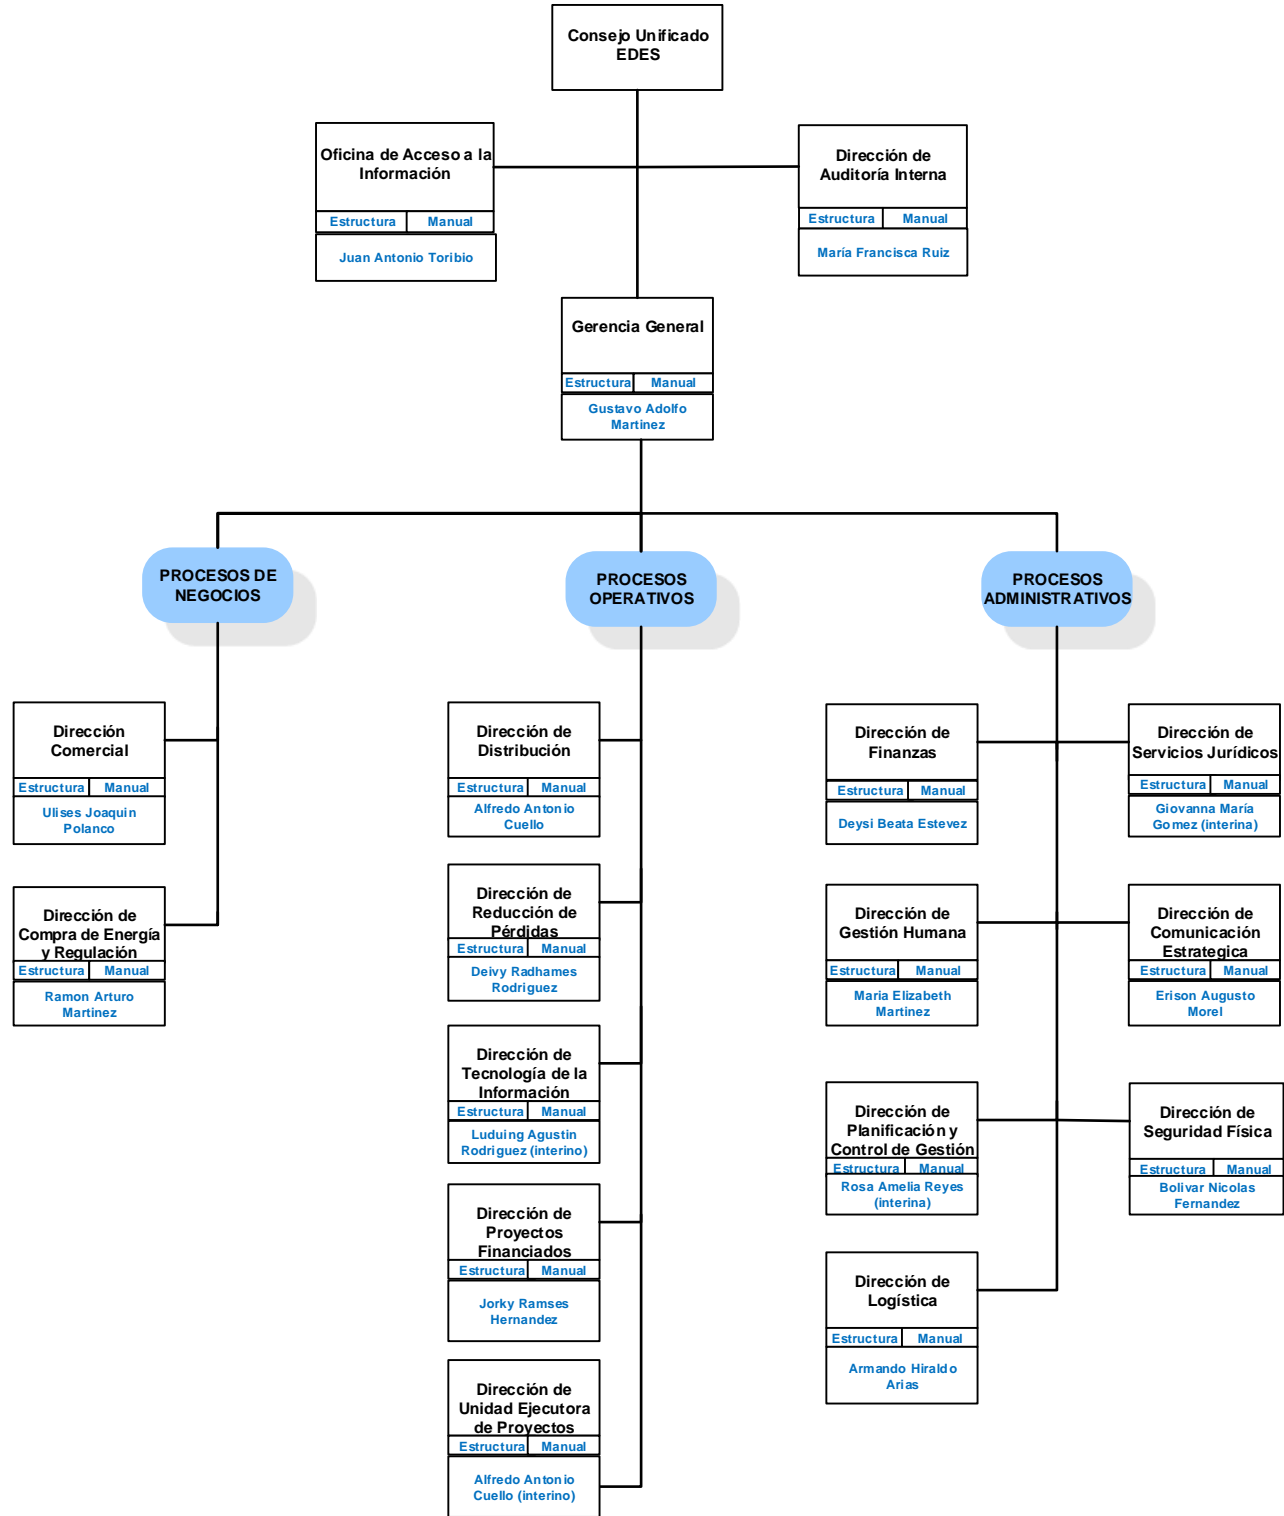 Consejo Unificado
EDES
Oficina de Acceso a la
Información
Estructura Manual
Juan Antonio Toribio
Dirección de
Auditoría Interna
Estructura Manual
María Francisca Ruiz
Gerencia General
Estructura Manual
Gustavo Adolfo
Martinez
PROCESOS DE
NEGOCIOS
PROCESOS
OPERATIVOS
PROCESOS
ADMINISTRATIVOS
Dirección
Comercial
Estructura Manual
Ulises Joaquin
Polanco
Dirección de
Compra de Energía
y Regulación
Estructura Manual
Ramon Arturo
Martinez
Dirección de
Distribución
Estructura Manual
Alfredo Antonio
Cuello
Dirección de
Reducción de
Pérdidas
Estructura Manual
Deivy Radhames
Rodriguez
Dirección de
Tecnología de la
Información
Estructura Manual
Luduing Agustin
Rodriguez (interino)
Dirección de
Proyectos
Financiados
Estructura Manual
Jorky Ramses
Hernandez
Dirección de
Unidad Ejecutora
de Proyectos
Estructura Manual
Alfredo Antonio
Cuello (interino)
Dirección de
Finanzas
Estructura Manual
Deysi Beata Estevez
Dirección de
Servicios Jurídicos
Estructura Manual
Giovanna María
Gomez (interina)
Dirección de
Gestión Humana
Estructura Manual
Maria Elizabeth
Martinez
Dirección de
Comunicación
Estrategica
Estructura Manual
Erison Augusto
Morel
Dirección de
Planificación y
Control de Gestión
Estructura Manual
Rosa Amelia Reyes
(interina)
Dirección de
Seguridad Física
Estructura Manual
Bolivar Nicolas
Fernandez
Dirección de
Logística
Estructura Manual
Armando Hiraldo
Arias